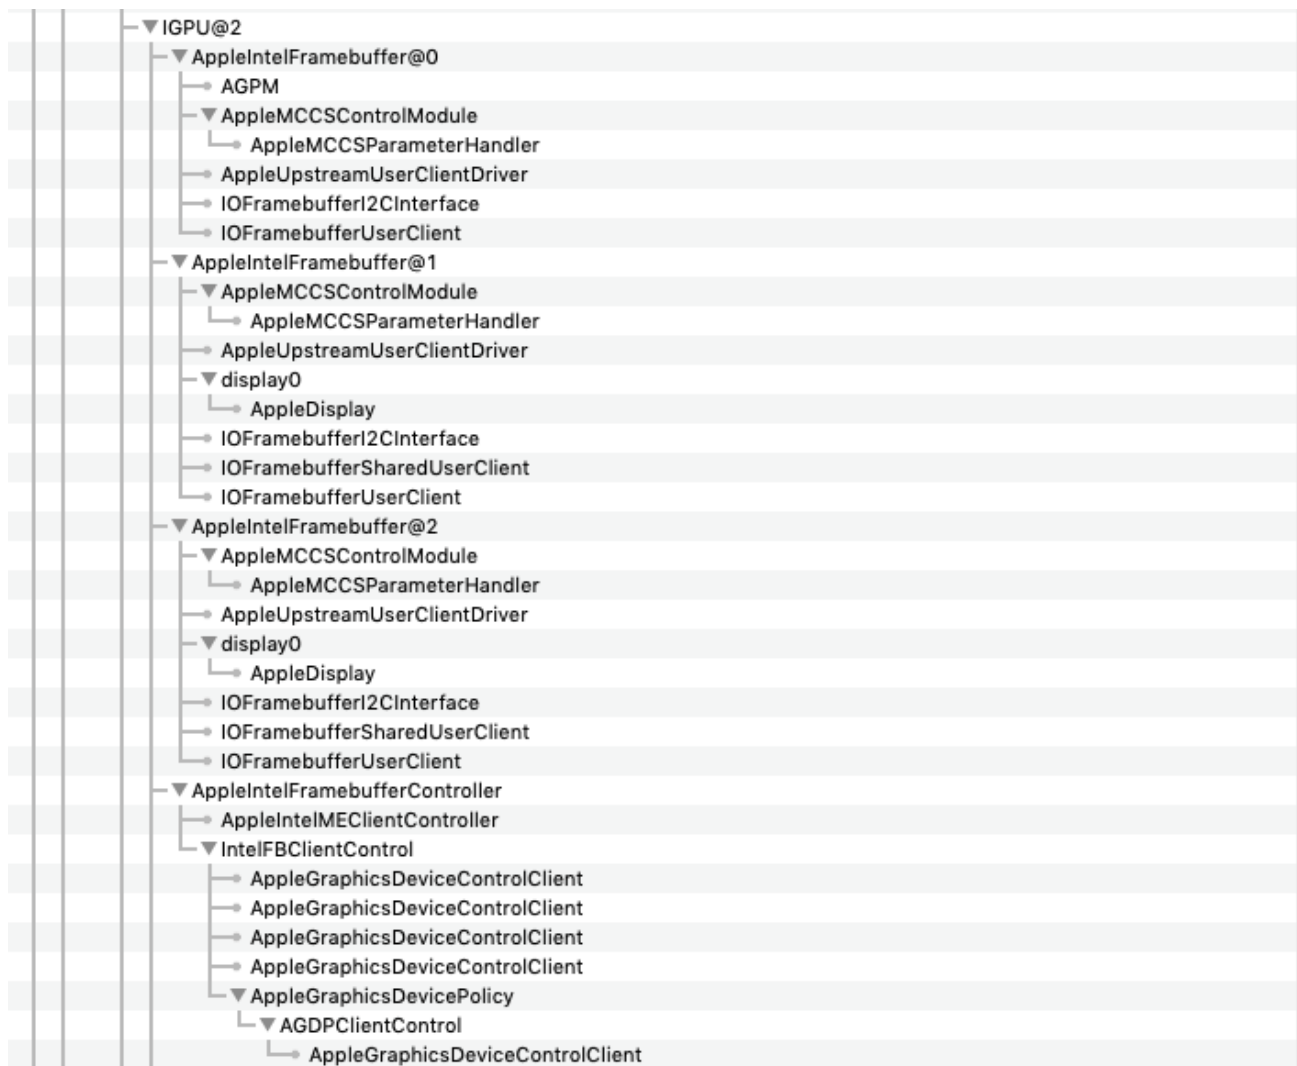 IGPU@2
AppleIntelFramebuffer@0
AGPM
AppleMCCSControlModule
AppleMCCSParameterHandler
AppleUpstreamUserClientDriver
IOFramebufferI2CInterface
IOFramebufferUserClient
AppleIntelFramebuffer@1
AppleMCCSControlModule
AppleMCCSParameterHandler
AppleUpstreamUserClientDriver
display0
AppleDisplay
IOFramebufferI2CInterface
IOFramebufferSharedUserClient
IOFramebufferUserClient
AppleIntelFramebuffer@2
AppleMCCSControlModule
AppleMCCSParameterHandler
AppleUpstreamUserClientDriver
display0
AppleDisplay
IOFramebufferI2CInterface
IOFramebufferSharedUserClient
IOFramebufferUserClient
AppleIntelFramebufferController
AppleIntelMEClientController
IntelFBClientControl
AppleGraphicsDeviceControlClient
AppleGraphicsDeviceControlClient
AppleGraphicsDeviceControlClient
AppleGraphicsDeviceControlClient
AppleGraphicsDevicePolicy
AGDPClientControl
AppleGraphicsDeviceControlClient